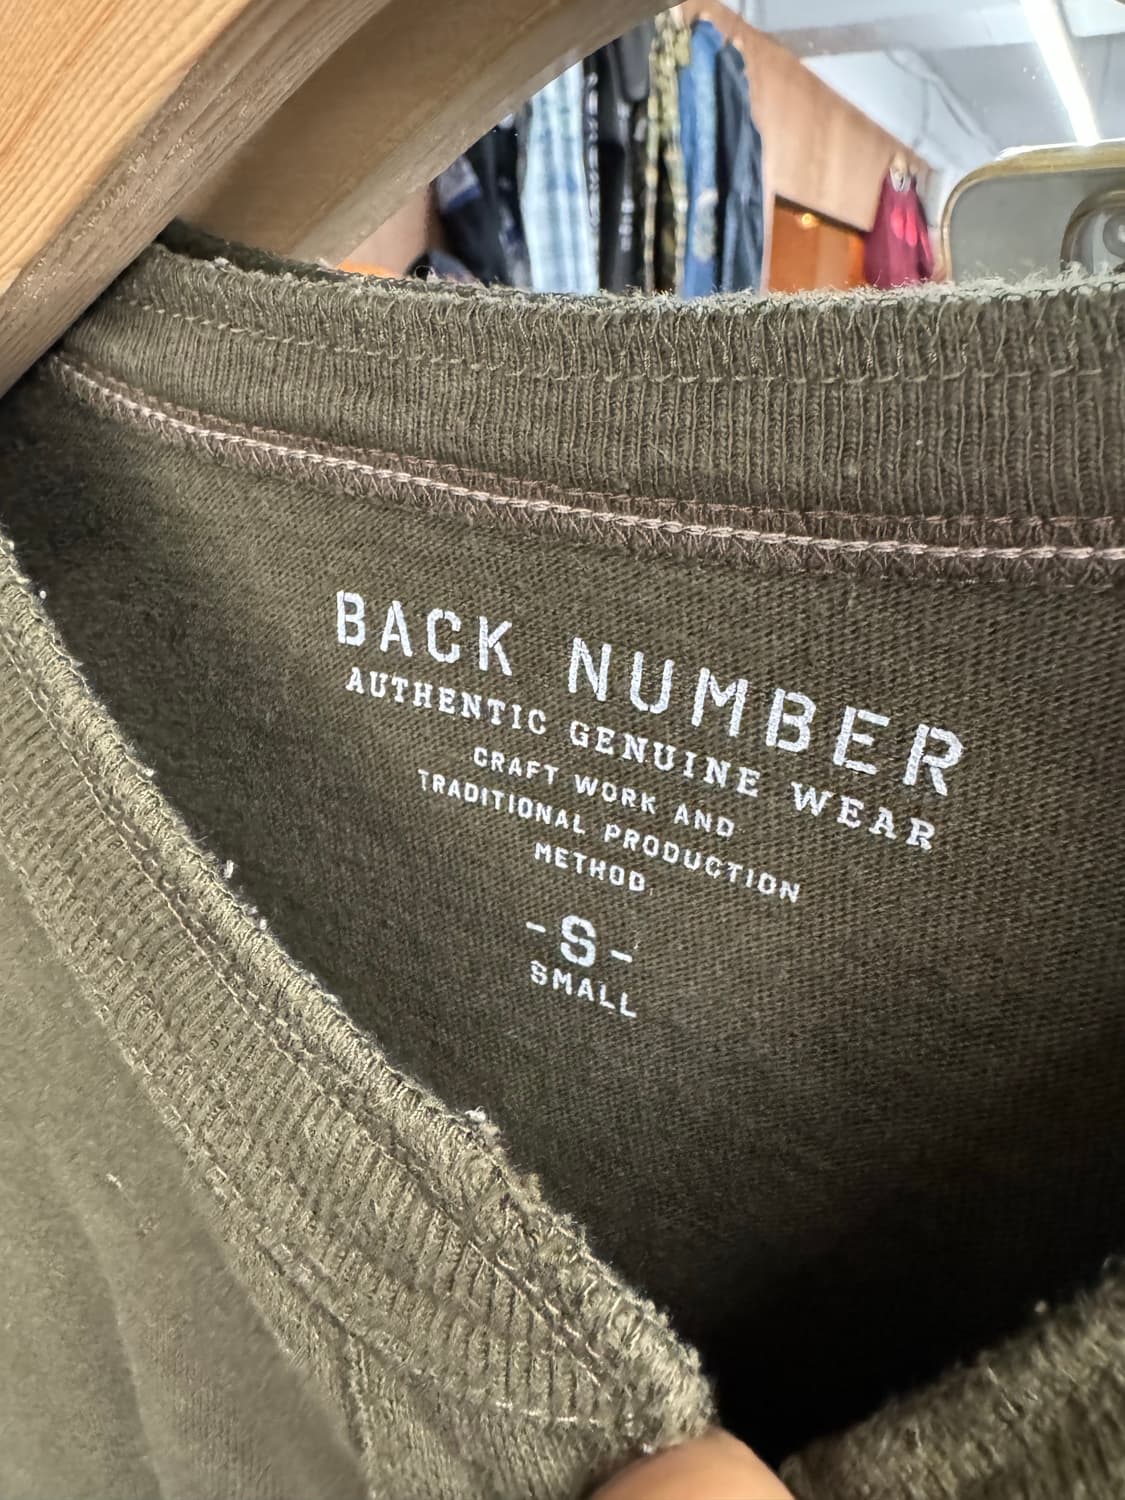 BACK NUMBER
AUTHENTIC GENUINE WEAR
CRAFT WORK AND
TRADITIONAL PRODUCTION
METHOD
-S-
SMALL